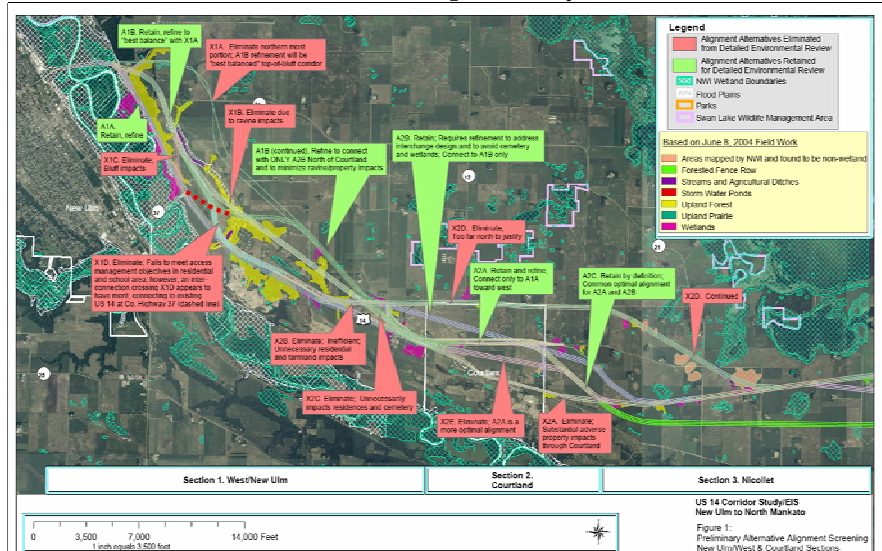 A1B. Retain, refine to
"best balance" with X1A
X1A. Eliminate northern most
portion; A1B refinement will be
"best balanced" top-of-bluff corridor
A1A.
Retain, refine
X1B. Eliminate due
to ravine impacts
X1C. Eliminate;
Bluff impacts
A1B (continued). Refine to connect
with ONLY A2B North of Courtland
and to minimize ravine/property impacts
A2B. Retain; Requires refinement to address
interchange design and to avoid cemetery
and wetlands; Connect to A1B only
New Ulm
37
13
X1D. Eliminate; Fails to meet access
management objectives in residential
and school area; however, an inter-
connection crossing X1D appears to
have merit, connecting to existing
US 14 at Co. Highway 37 (dashed line)
X2D. Eliminate,
Too far north to justify
A2A. Retain and refine;
Connect only to A1A
toward west
A2C. Retain by definition;
Common optimal alignment
for A2A and A2B
X2D. Continued
X2B. Eliminate; Inefficient;
Unnecessary residential
and farmland impacts
14
25
X2C. Eliminate; Unnecessarily
impacts residences and cemetery
X2E. Eliminate; A2A is a
more optimal alignment
X2A. Eliminate;
Substantial adverse
property impacts
through Courtland
Legend
Alignment Alternatives Eliminated
from Detailed Environmental Review
Alignment Alternatives Retained
for Detailed Environmental Review
NWI Wetland Boundaries
Flood Plains
Parks
Swan Lake Wildlife Management Area
Based on June 8, 2004 Field Work
Areas mapped by NWI and found to be non-wetland
Forested Fence Row
Streams and Agricultural Ditches
Storm Water Ponds
Upland Forest
Upland Prairie
Wetlands
Section 1. West/New Ulm
Section 2.
Courtland
Section 3. Nicollet
0 3,500 7,000 14,000 Feet
1 inch equals 3,500 feet
US 14 Corridor Study/EIS
New Ulm to North Mankato
Figure 1:
Preliminary Alternative Alignment Screening
New Ulm/West & Courtland Sections